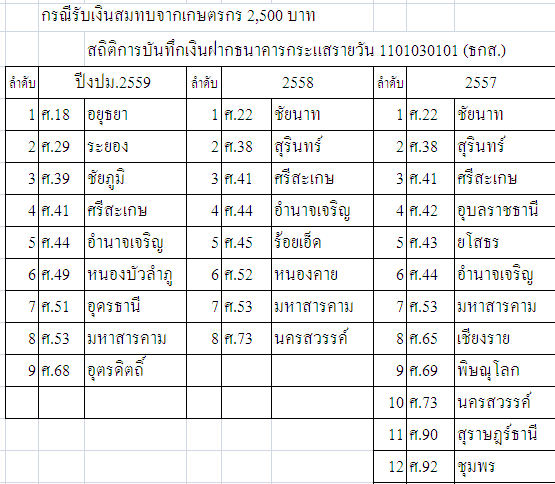 กรณีรับเงินสมทบจากเกษตรกร 2,500 บาท
สถิติการบันทึกเงินฝากธนาคารกระแสรายวัน 1101030101 (ธกส.)
ลำดับ ปีงปม.2559 ลำดับ 2558 ลำดับ 2557
1 ศ.18 อยุธยา 1 ศ.22 ชัยนาท 1 ศ.22 ชัยนาท
2 ศ.29 ระยอง 2 ศ.38 สุรินทร์ 2 ศ.38 สุรินทร์
3 ศ.39 ชัยภูมิ 3 ศ.41 ศรีสะเกษ 3 ศ.41 ศรีสะเกษ
4 ศ.41 ศรีสะเกษ 4 ศ.44 อำนาจเจริญ 4 ศ.42 อุบลราชธานี
5 ศ.44 อำนาจเจริญ 5 ศ.45 ร้อยเอ็ด 5 ศ.43 ยโสธร
6 ศ.49 หนองบัวลำภู 6 ศ.52 หนองคาย 6 ศ.44 อำนาจเจริญ
7 ศ.51 อุดรธานี 7 ศ.53 มหาสารคาม 7 ศ.53 มหาสารคาม
8 ศ.53 มหาสารคาม 8 ศ.73 นครสวรรค์ 8 ศ.65 เชียงราย
9 ศ.68 อุตรคิตถิ์ 9 ศ.69 พิษณุโลก
10 ศ.73 นครสวรรค์
11 ศ.90 สุราษฎร์ธานี
12 ศ.92 ชุมพร